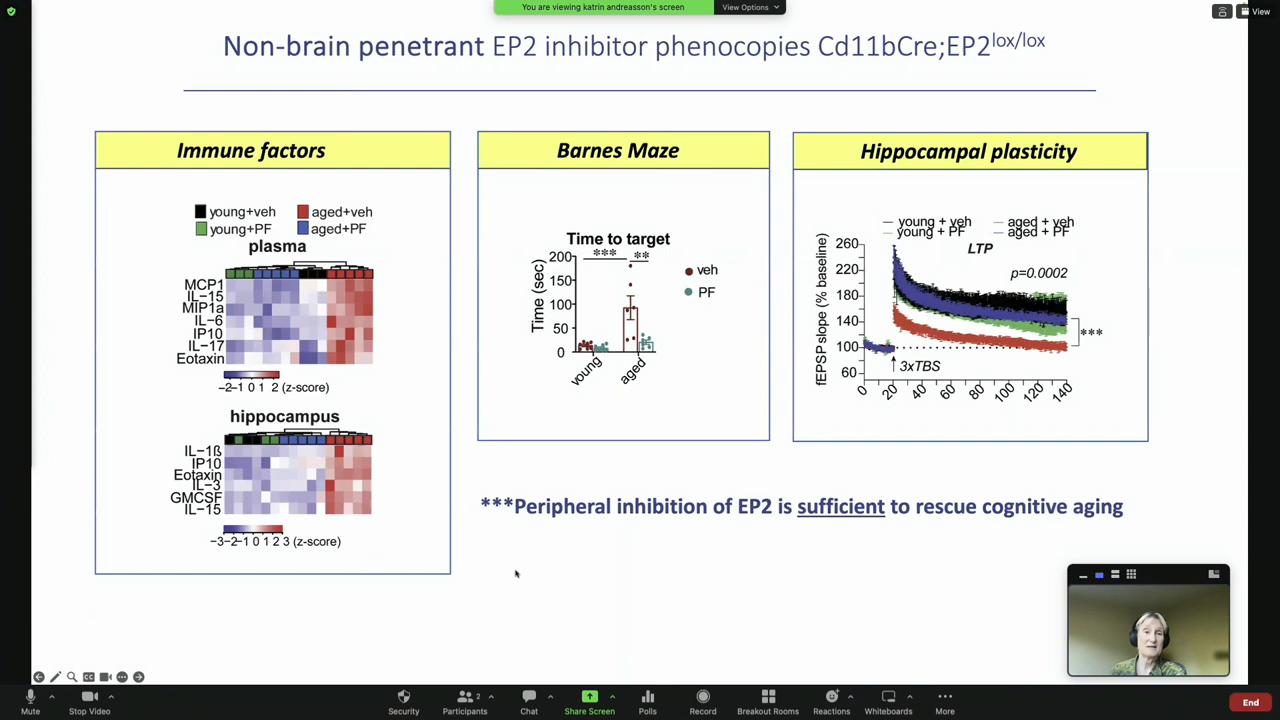 You are viewing katrin andreasson's screen
View Options
View
Non-brain penetrant EP2 inhibitor phenocopies Cd11bCre;EP2lox/lox
Immune factors
young+veh
aged+veh
young+PF
aged+PF
plasma
MCP1
IL-15
MIP1a
IL-6
IP10
IL-17
Eotaxin
-2-1 0 1 2 (z-score)
hippocampus
IL-1ß
IP10
Eotaxin
IL-3
GMCSF
IL-15
-3-2-1 0 1 2 3 (z-score)
Barnes Maze
Time to target
*** **
Time (sec)
200
150
100
50
0
young
aged
veh
PF
Hippocampal plasticity
young + veh
aged + veh
young + PF
aged + PF
LTP
p=0.0002
fEPSP slope (% baseline)
260
220
180
140
100
60
***
3xTBS
0 20 40 60 80 100 120 140
***Peripheral inhibition of EP2 is sufficient to rescue cognitive aging
Mute
Stop Video
Security
Participants
2
Chat
Share Screen
Polls
Record
Breakout Rooms
Reactions
Whiteboards
More
End